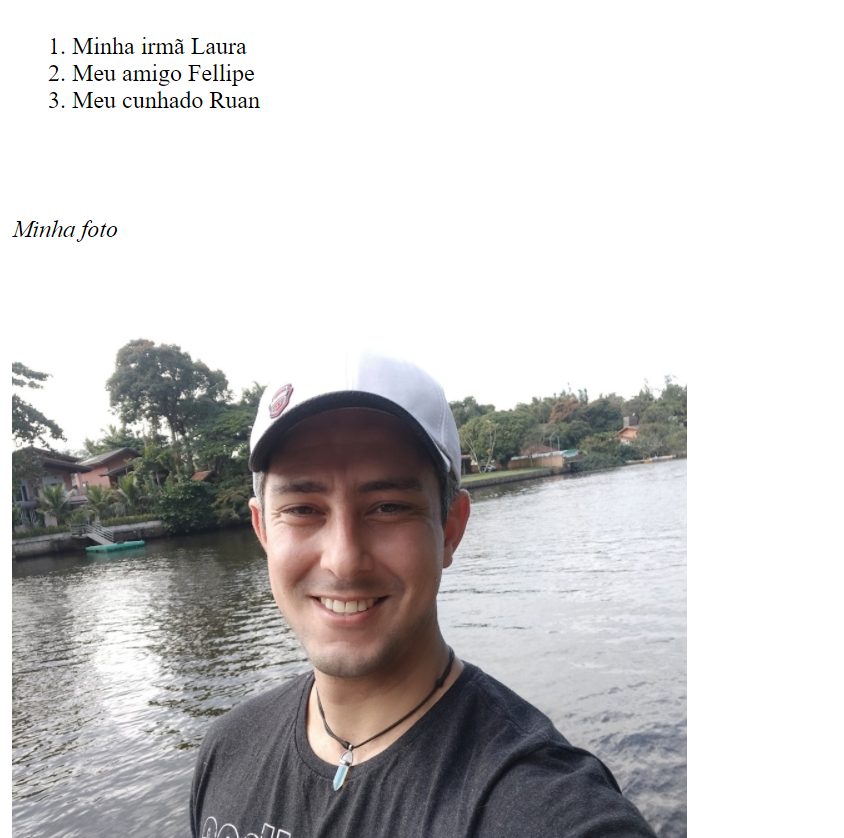 1. Minha irmã Laura
2. Meu amigo Fellipe
3. Meu cunhado Ruan
Minha foto